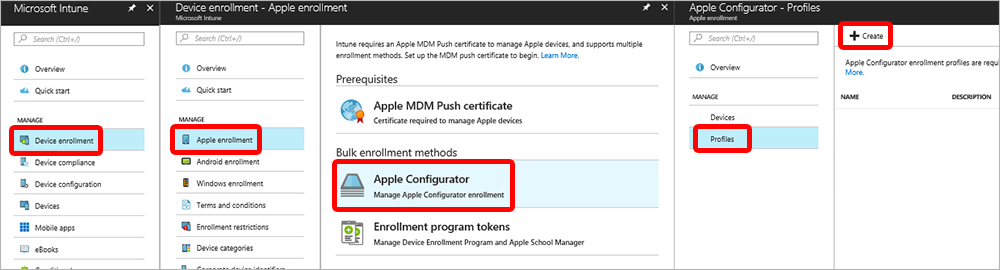 Microsoft Intune
Search (Ctrl+/)
Overview
Quick start
MANAGE
Device enrollment
Device compliance
Device configuration
Devices
Mobile apps
eBooks
Device enrollment - Apple enrollment
Microsoft Intune
Search (Ctrl+/)
Overview
Quick start
MANAGE
Apple enrollment
Android enrollment
Windows enrollment
Terms and conditions
Enrollment restrictions
Device categories
Intune requires an Apple MDM Push certificate to manage Apple devices, and supports multiple
enrollment methods. Set up the MDM push certificate to begin. Learn More.
Prerequisites
Apple MDM Push certificate
Certificate required to manage Apple devices
Bulk enrollment methods
Apple Configurator
Manage Apple Configurator enrollment
Enrollment program tokens
Manage Device Enrollment Program and Apple School Manager
Apple Configurator - Profiles
Apple enrollment
Search (Ctrl+/)
Overview
MANAGE
Devices
Profiles
Create
Apple Configurator enrollment profiles are requ
More.
NAME DESCRIPTION